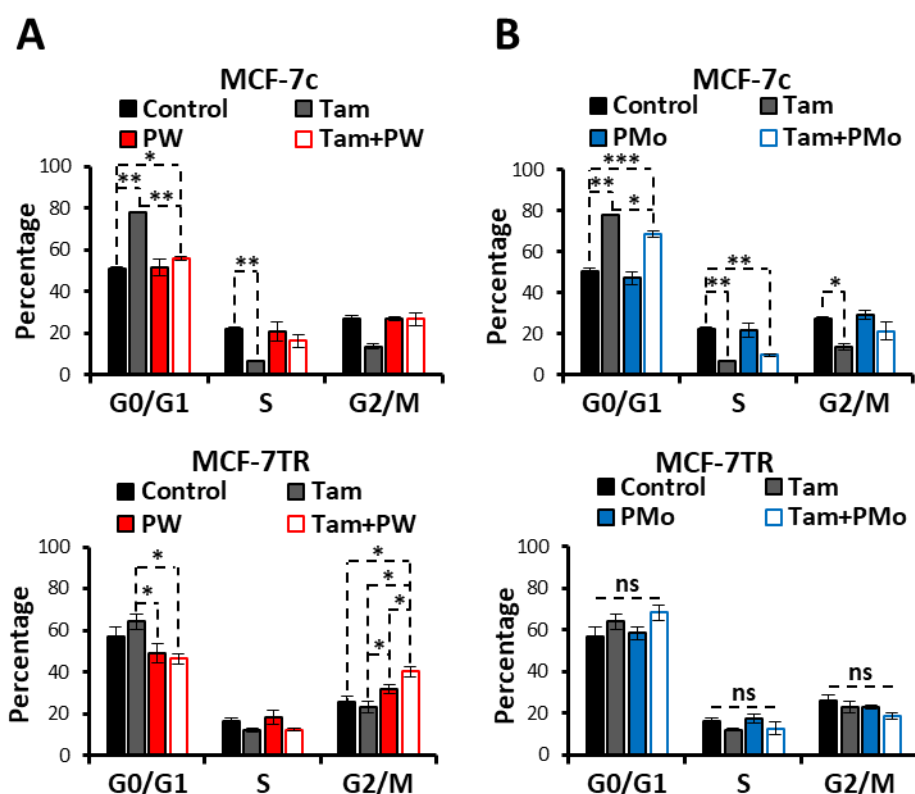 A
MCF-7c
Control Tam
PW Tam+PW
Percentage
100
80
60
40
20
0
*
**
**
**
G0/G1 S G2/M
B
MCF-7c
Control Tam
PMo Tam+PMo
Percentage
100
80
60
40
20
0
***
**
*
**
**
*
G0/G1 S G2/M
MCF-7TR
Control Tam
PW Tam+PW
Percentage
100
80
60
40
20
0
*
*
*
*
*
*
G0/G1 S G2/M
MCF-7TR
Control Tam
PMo Tam+PMo
Percentage
100
80
60
40
20
0
ns
ns
ns
G0/G1 S G2/M